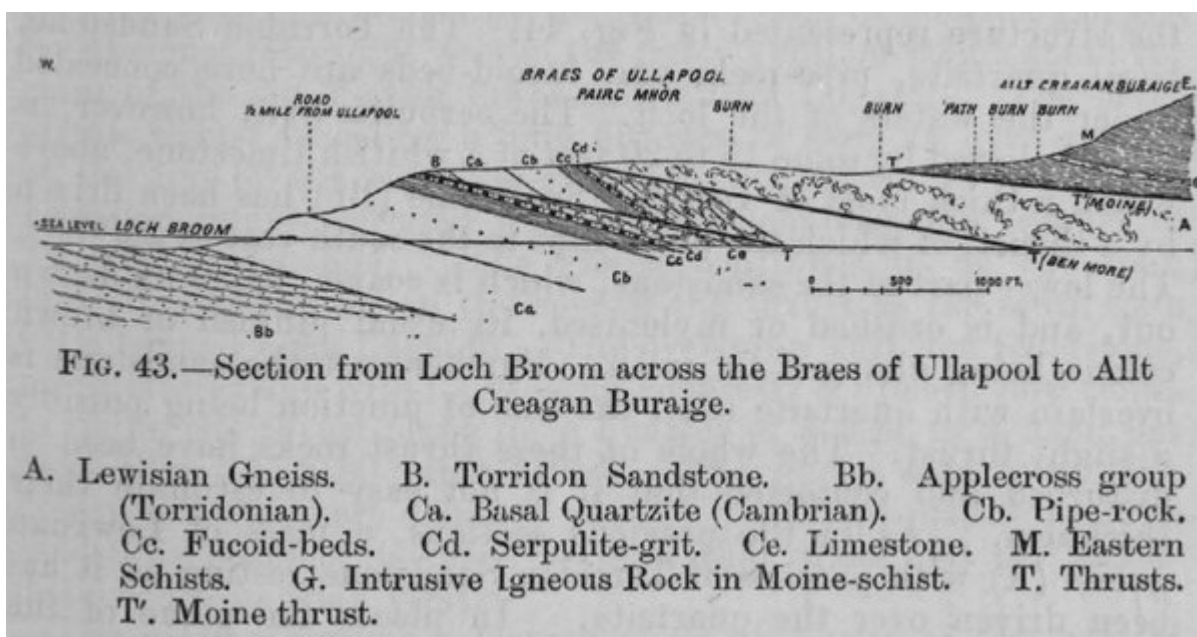 W.
BRAES OF ULLAPOOL
PAIRC MHÒR
ALLT CREAGAN BURAIGE E.
ROAD
½ MILE FROM ULLAPOOL
BURN
BURN
PATH
BURN
BURN
B
Ca
Cb
Cc
Cd
T'
M
SEA LEVEL LOCH BROOM
T'(MOINE)
A
Cb
Cc
Cd
Ce
T
T (BEN MORE)
Ca
Bb
0
500
1000 FT.
FIG. 43.—Section from Loch Broom across the Braes of Ullapool to Allt
Creagan Buraige.
A. Lewisian Gneiss. B. Torridon Sandstone. Bb. Applecross group
(Torridonian). Ca. Basal Quartzite (Cambrian). Cb. Pipe-rock.
Cc. Fucoid-beds. Cd. Serpulite-grit. Ce. Limestone. M. Eastern
Schists. G. Intrusive Igneous Rock in Moine-schist. T. Thrusts.
T'. Moine thrust.